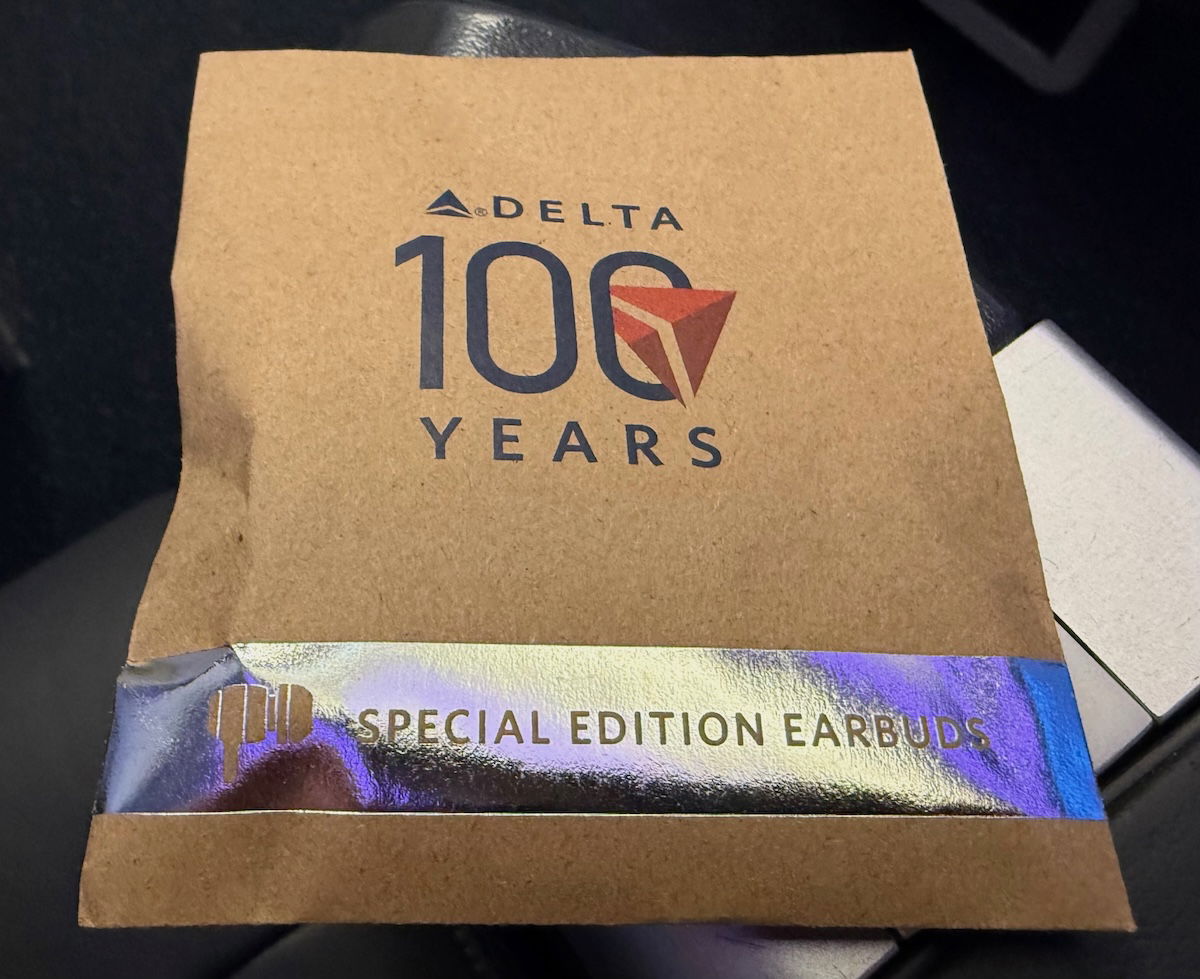 ®DELTA
100
YEARS
SPECIAL EDITION EARBUDS